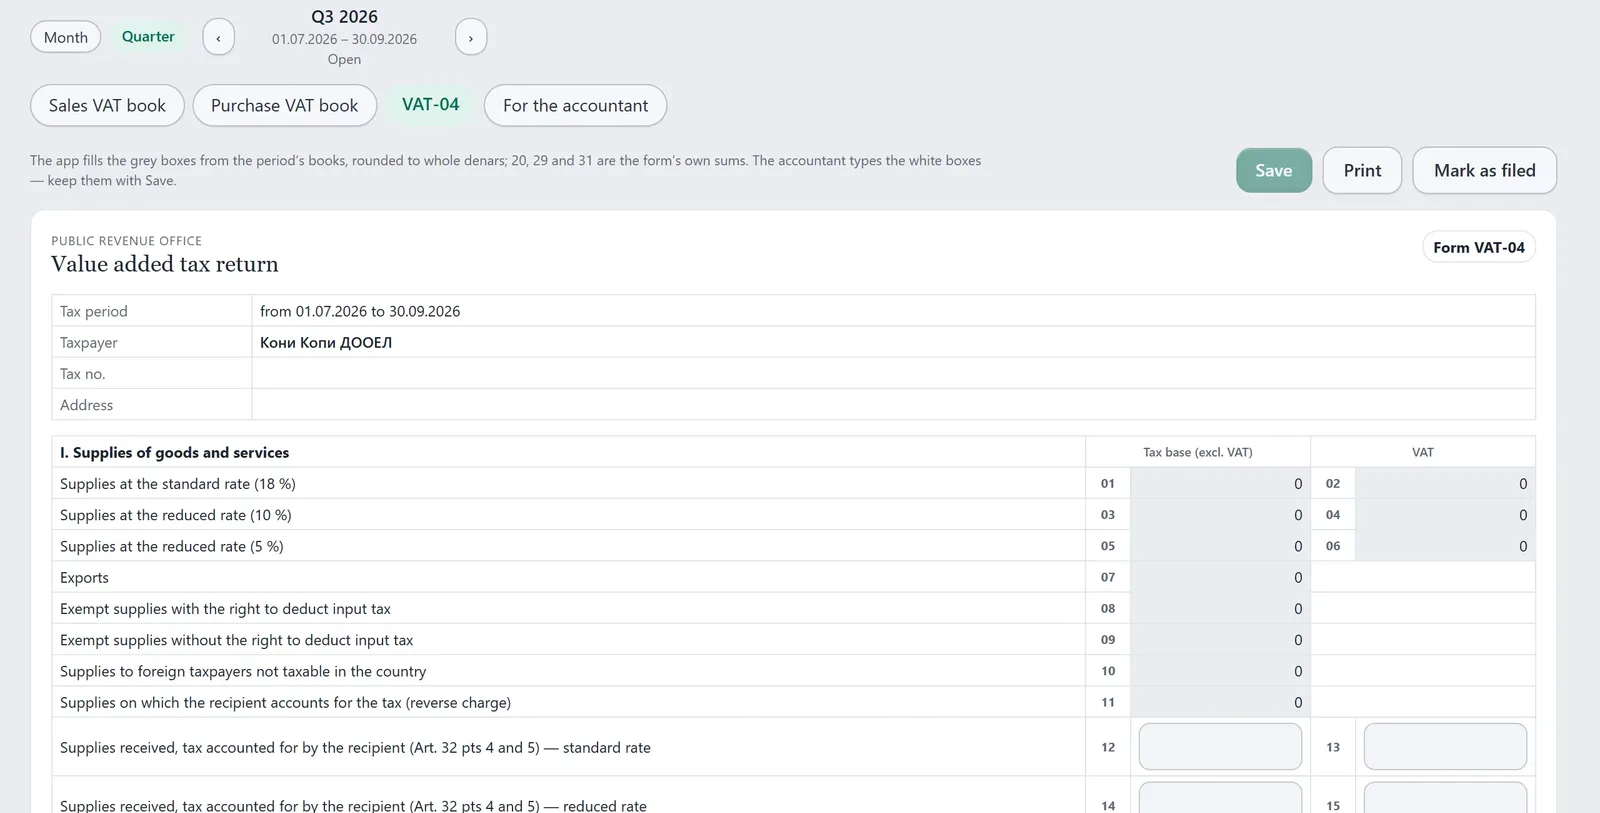 Month
Quarter
‹
Q3 2026
01.07.2026 – 30.09.2026
Open
›
Sales VAT book
Purchase VAT book
VAT-04
For the accountant
The app fills the grey boxes from the period's books, rounded to whole denars; 20, 29 and 31 are the form's own sums. The accountant types the white boxes
— keep them with Save.
Save
Print
Mark as filed
PUBLIC REVENUE OFFICE
Value added tax return
Form VAT-04
Tax period from 01.07.2026 to 30.09.2026
Taxpayer Кони Копи ДООЕЛ
Tax no.
Address
I. Supplies of goods and services Tax base (excl. VAT) VAT
Supplies at the standard rate (18 %) 01 0 02 0
Supplies at the reduced rate (10 %) 03 0 04 0
Supplies at the reduced rate (5 %) 05 0 06 0
Exports 07 0
Exempt supplies with the right to deduct input tax 08 0
Exempt supplies without the right to deduct input tax 09 0
Supplies to foreign taxpayers not taxable in the country 10 0
Supplies on which the recipient accounts for the tax (reverse charge) 11 0
Supplies received, tax accounted for by the recipient (Art. 32 pts 4 and 5) — standard rate 12 13
Supplies received, tax accounted for by the recipient (Art. 32 pts 4 and 5) — reduced rate 14 15